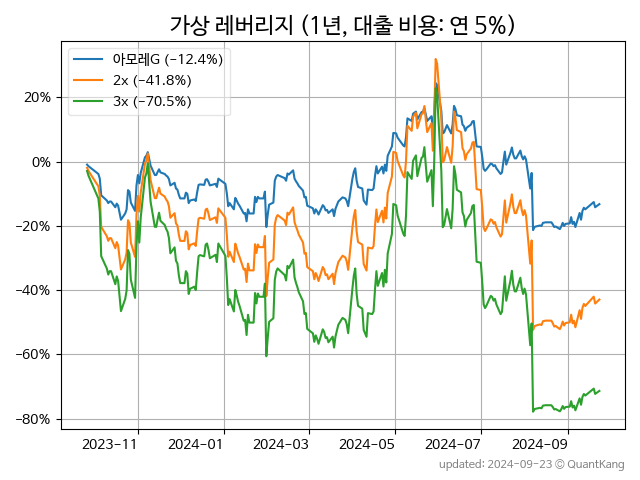 가상 레버리지 (1년, 대출 비용: 연 5%)
아모레G (−12.4%)
2x (−41.8%)
3x (−70.5%)
20%
0%
−20%
−40%
−60%
−80%
2023-11
2024-01
2024-03
2024-05
2024-07
2024-09
updated: 2024-09-23 ⓒ QuantKang